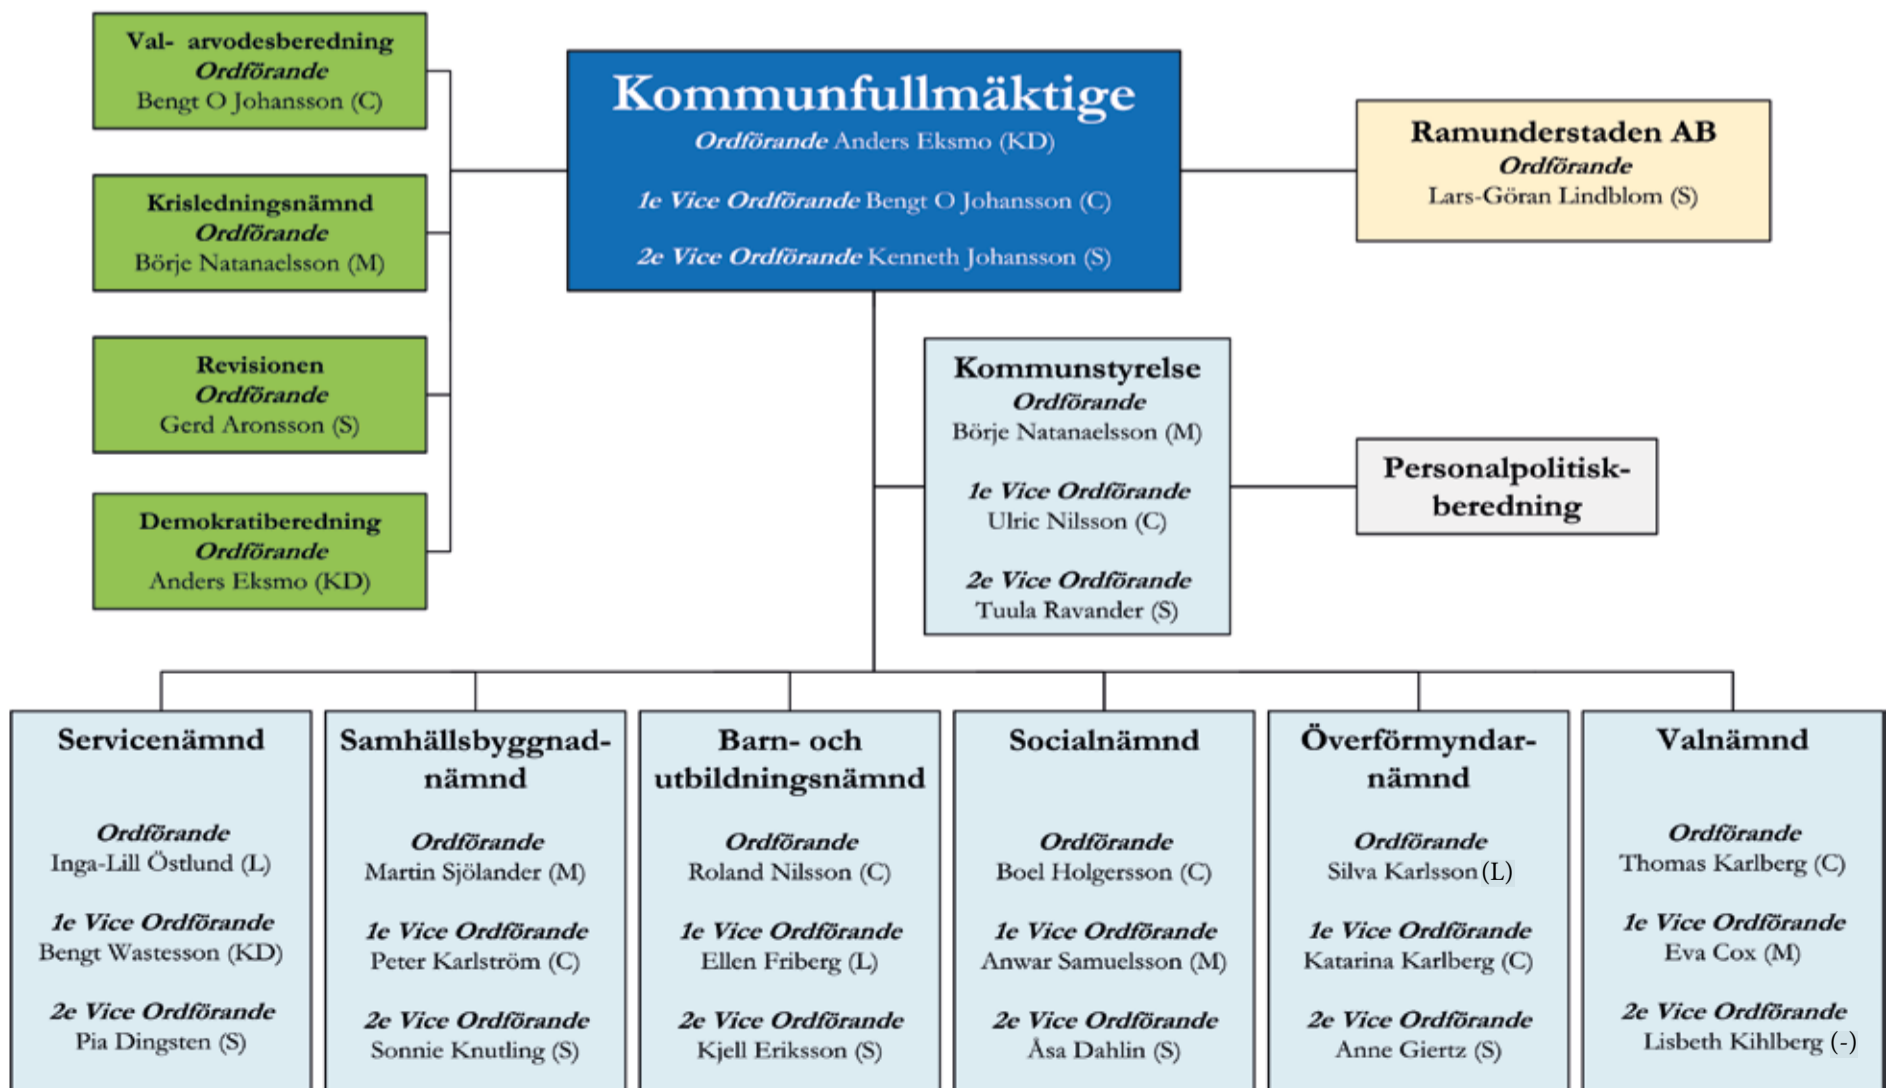 Val- arvodesberedning
Ordförande
Bengt O Johansson (C)
Krisledningsnämnd
Ordförande
Börje Natanaelsson (M)
Revisionen
Ordförande
Gerd Aronsson (S)
Demokratiberedning
Ordförande
Anders Eksmo (KD)
Kommunfullmäktige
Ordförande Anders Eksmo (KD)
1e Vice Ordförande Bengt O Johansson (C)
2e Vice Ordförande Kenneth Johansson (S)
Ramunderstaden AB
Ordförande
Lars-Göran Lindblom (S)
Kommunstyrelse
Ordförande
Börje Natanaelsson (M)
1e Vice Ordförande
Ulric Nilsson (C)
2e Vice Ordförande
Tuula Ravander (S)
Personalpolitisk-
beredning
Servicenämnd
Ordförande
Inga-Lill Östlund (L)
1e Vice Ordförande
Bengt Wastesson (KD)
2e Vice Ordförande
Pia Dingsten (S)
Samhällsbyggnad-
nämnd
Ordförande
Martin Sjölander (M)
1e Vice Ordförande
Peter Karlström (C)
2e Vice Ordförande
Sonnie Knutling (S)
Barn- och
utbildningsnämnd
Ordförande
Roland Nilsson (C)
1e Vice Ordförande
Ellen Friberg (L)
2e Vice Ordförande
Kjell Eriksson (S)
Socialnämnd
Ordförande
Boel Holgersson (C)
1e Vice Ordförande
Anwar Samuelsson (M)
2e Vice Ordförande
Åsa Dahlin (S)
Överförmyndar-
nämnd
Ordförande
Silva Karlsson (L)
1e Vice Ordförande
Katarina Karlberg (C)
2e Vice Ordförande
Anne Giertz (S)
Valnämnd
Ordförande
Thomas Karlberg (C)
1e Vice Ordförande
Eva Cox (M)
2e Vice Ordförande
Lisbeth Kihlberg (-)